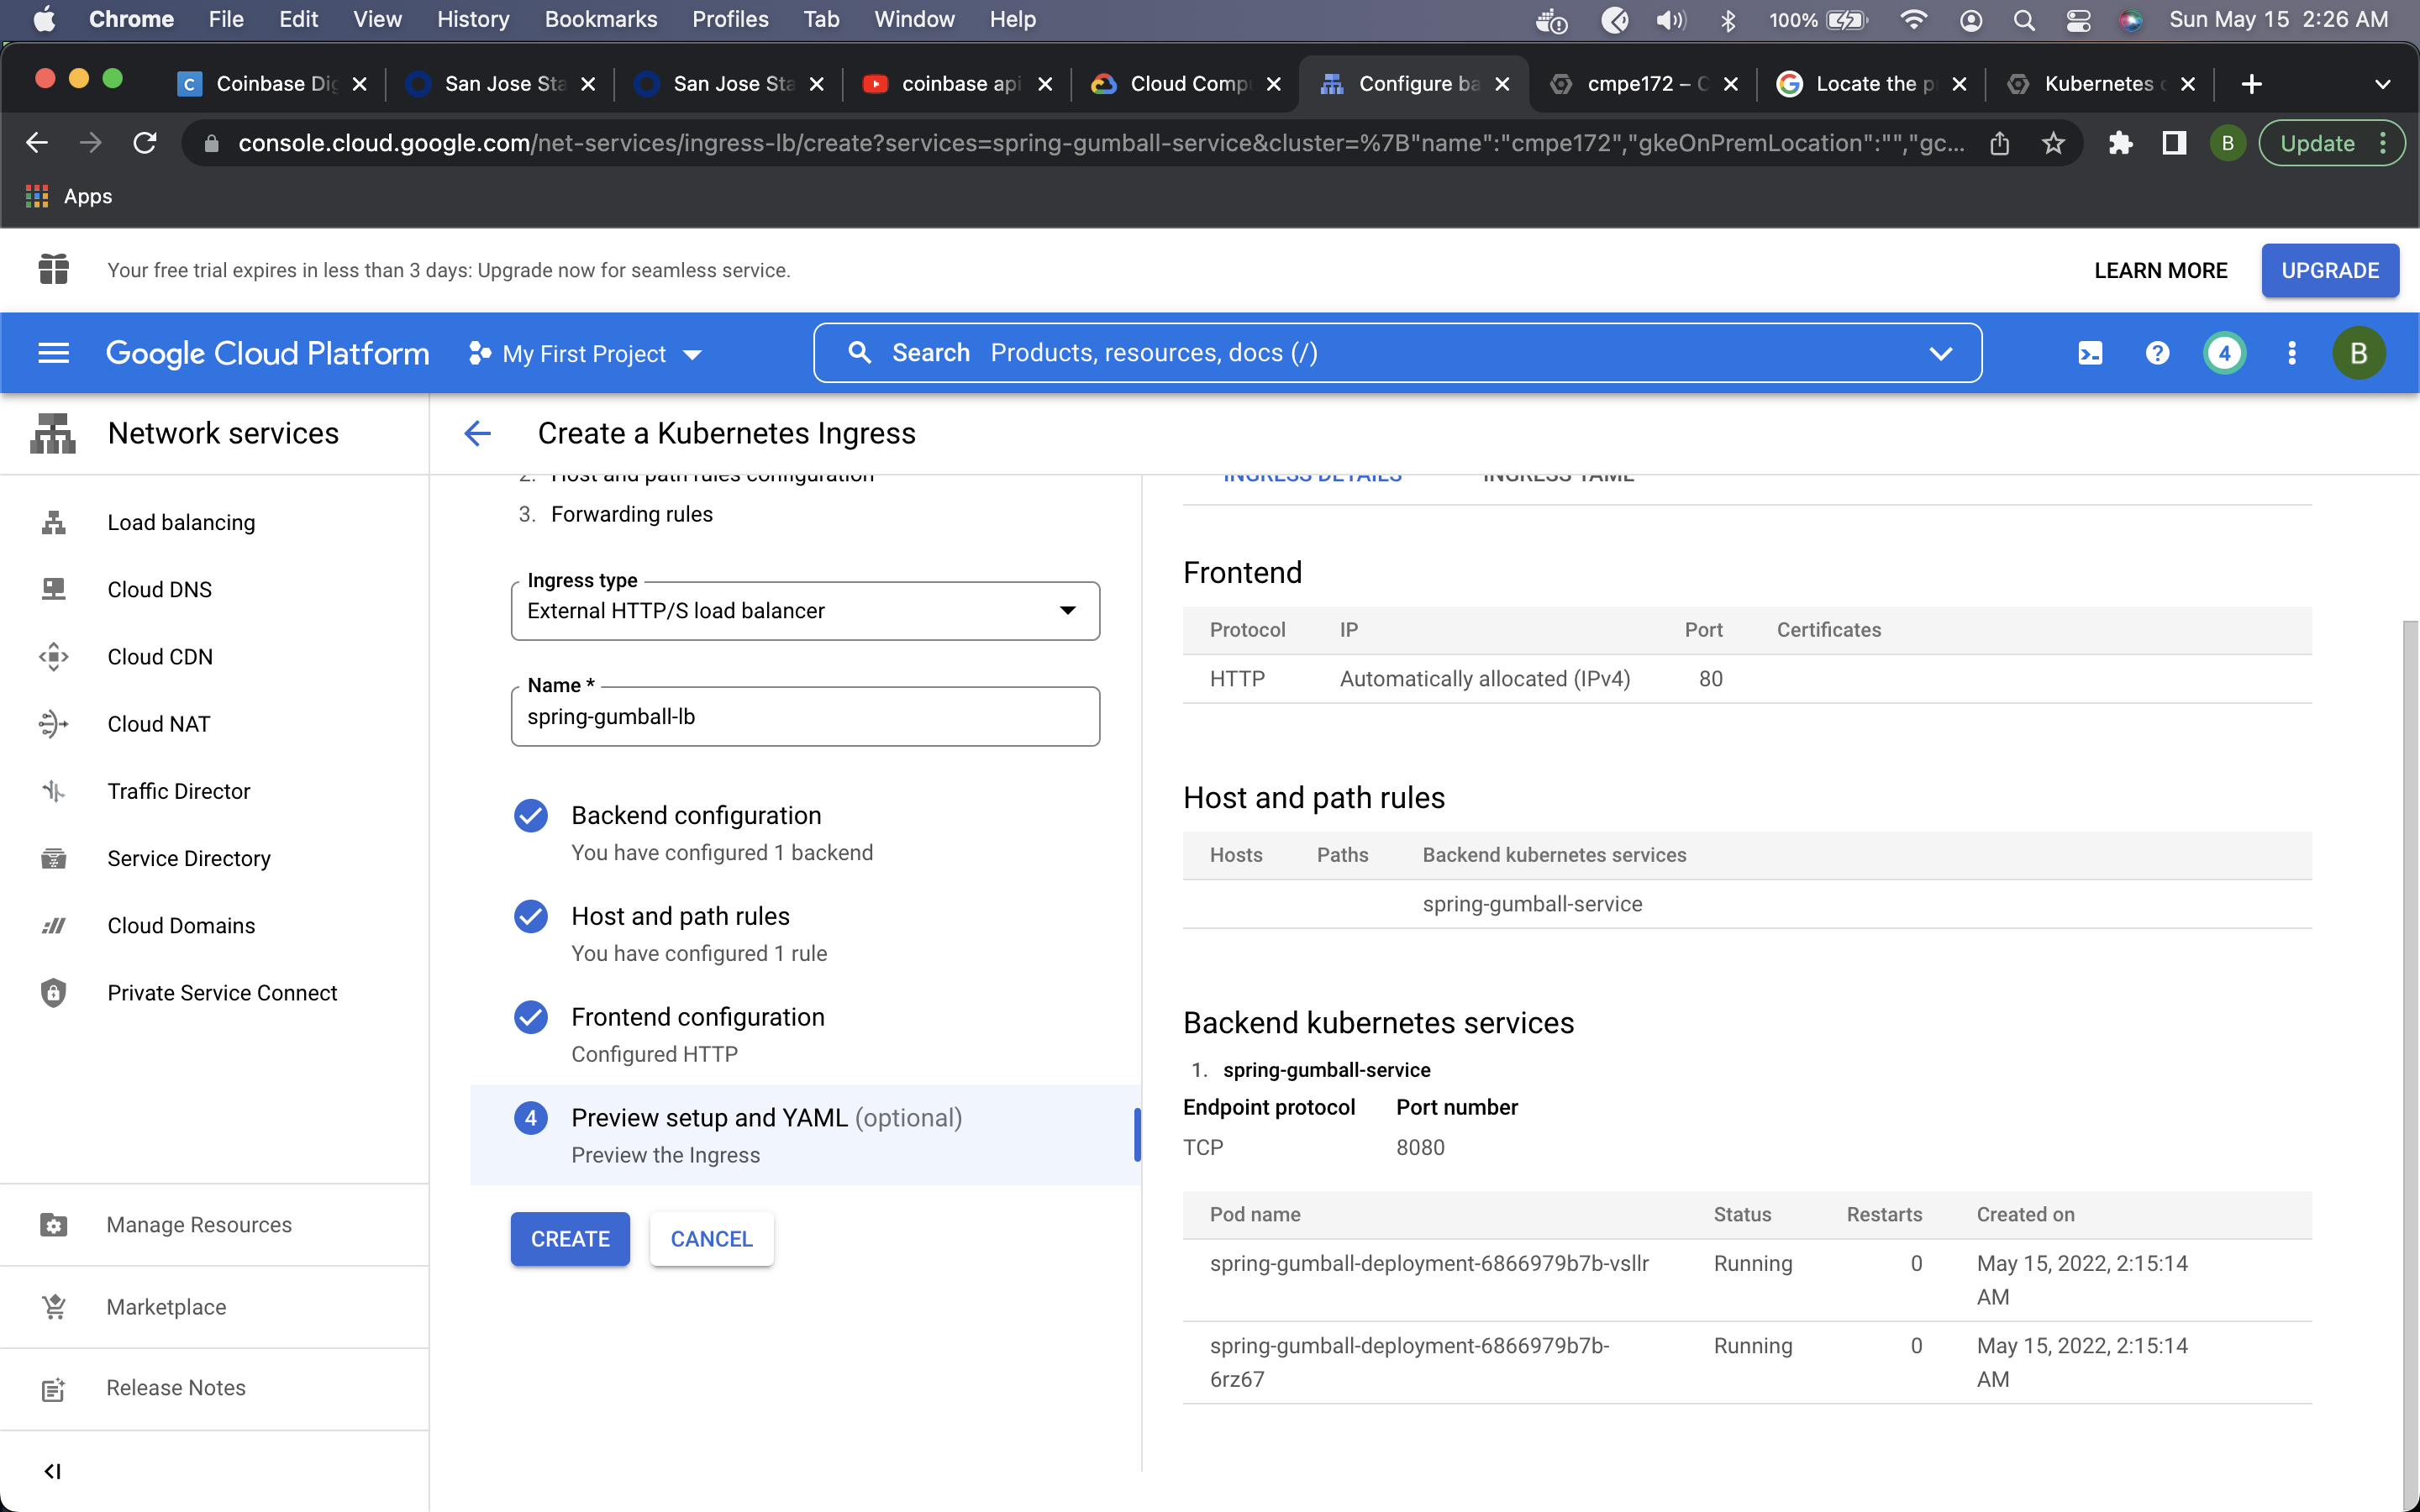 Chrome File Edit View History Bookmarks Profiles Tab Window Help 100% Sun May 15 2:26 AM
C Coinbase Dig San Jose Sta San Jose Sta coinbase api Cloud Comp Configure ba cmpe172 – C Locate the p Kubernetes
console.cloud.google.com/net-services/ingress-lb/create?services=spring-gumball-service&cluster=%7B"name":"cmpe172","gkeOnPremLocation":"","gc... B Update
Apps
Your free trial expires in less than 3 days: Upgrade now for seamless service. LEARN MORE UPGRADE
Google Cloud Platform My First Project Search Products, resources, docs (/) 4 B
Network services
Load balancing
Cloud DNS
Cloud CDN
Cloud NAT
Traffic Director
Service Directory
Cloud Domains
Private Service Connect
Manage Resources
Marketplace
Release Notes
Create a Kubernetes Ingress
2. Host and path rules configuration
3. Forwarding rules
Ingress type
External HTTP/S load balancer
Name *
spring-gumball-lb
Backend configuration
You have configured 1 backend
Host and path rules
You have configured 1 rule
Frontend configuration
Configured HTTP
4 Preview setup and YAML (optional)
Preview the Ingress
CREATE CANCEL
INGRESS DETAILS INGRESS YAML
Frontend
Protocol IP Port Certificates
HTTP Automatically allocated (IPv4) 80
Host and path rules
Hosts Paths Backend kubernetes services
spring-gumball-service
Backend kubernetes services
1. spring-gumball-service
Endpoint protocol Port number
TCP 8080
Pod name Status Restarts Created on
spring-gumball-deployment-6866979b7b-vsllr Running 0 May 15, 2022, 2:15:14
AM
spring-gumball-deployment-6866979b7b- Running 0 May 15, 2022, 2:15:14
6rz67 AM